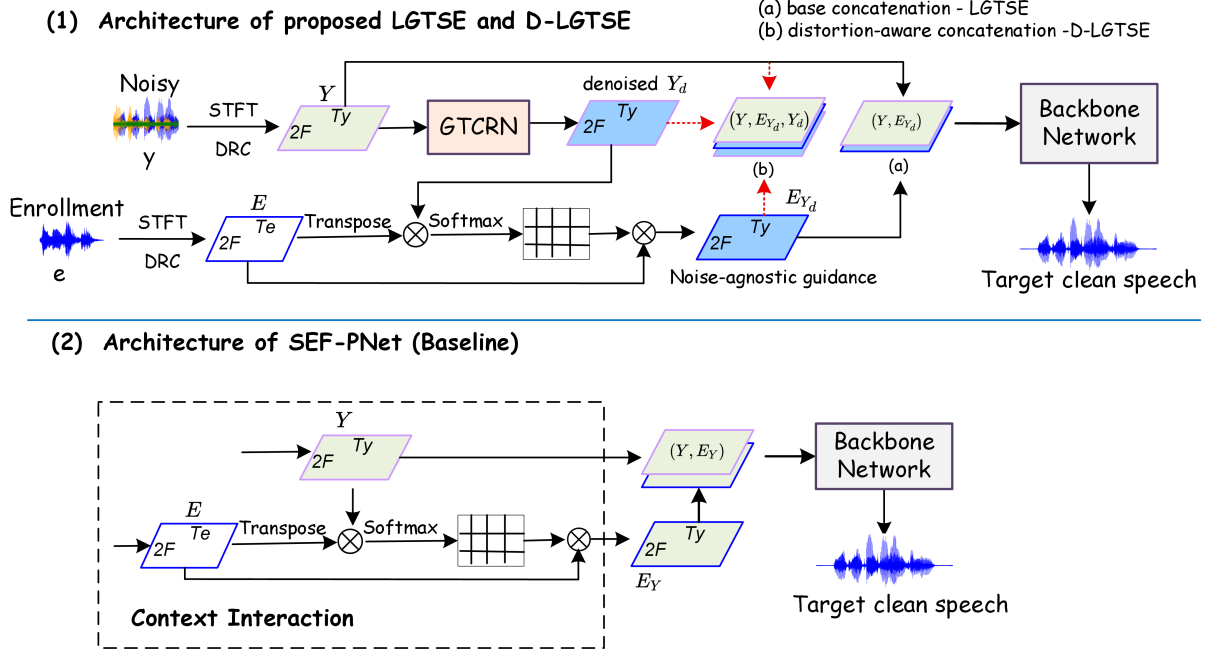 (1) Architecture of proposed LGTSE and D-LGTSE
(a) base concatenation - LGTSE
(b) distortion-aware concatenation -D-LGTSE
Noisy
y
STFT
DRC
Y
Ty
2F
GTCRN
denoised Y_d
Ty
2F
(Y, E_{Y_d}, Y_d)
(b)
(Y, E_{Y_d})
(a)
Backbone
Network
Enrollment
e
STFT
DRC
E
Te
2F
Transpose
Softmax
E_{Y_d}
Ty
2F
Noise-agnostic guidance
Target clean speech
(2) Architecture of SEF-PNet (Baseline)
Y
Ty
2F
(Y, E_Y)
Backbone
Network
E
Te
2F
Transpose
Softmax
Ty
2F
E_Y
Target clean speech
Context Interaction